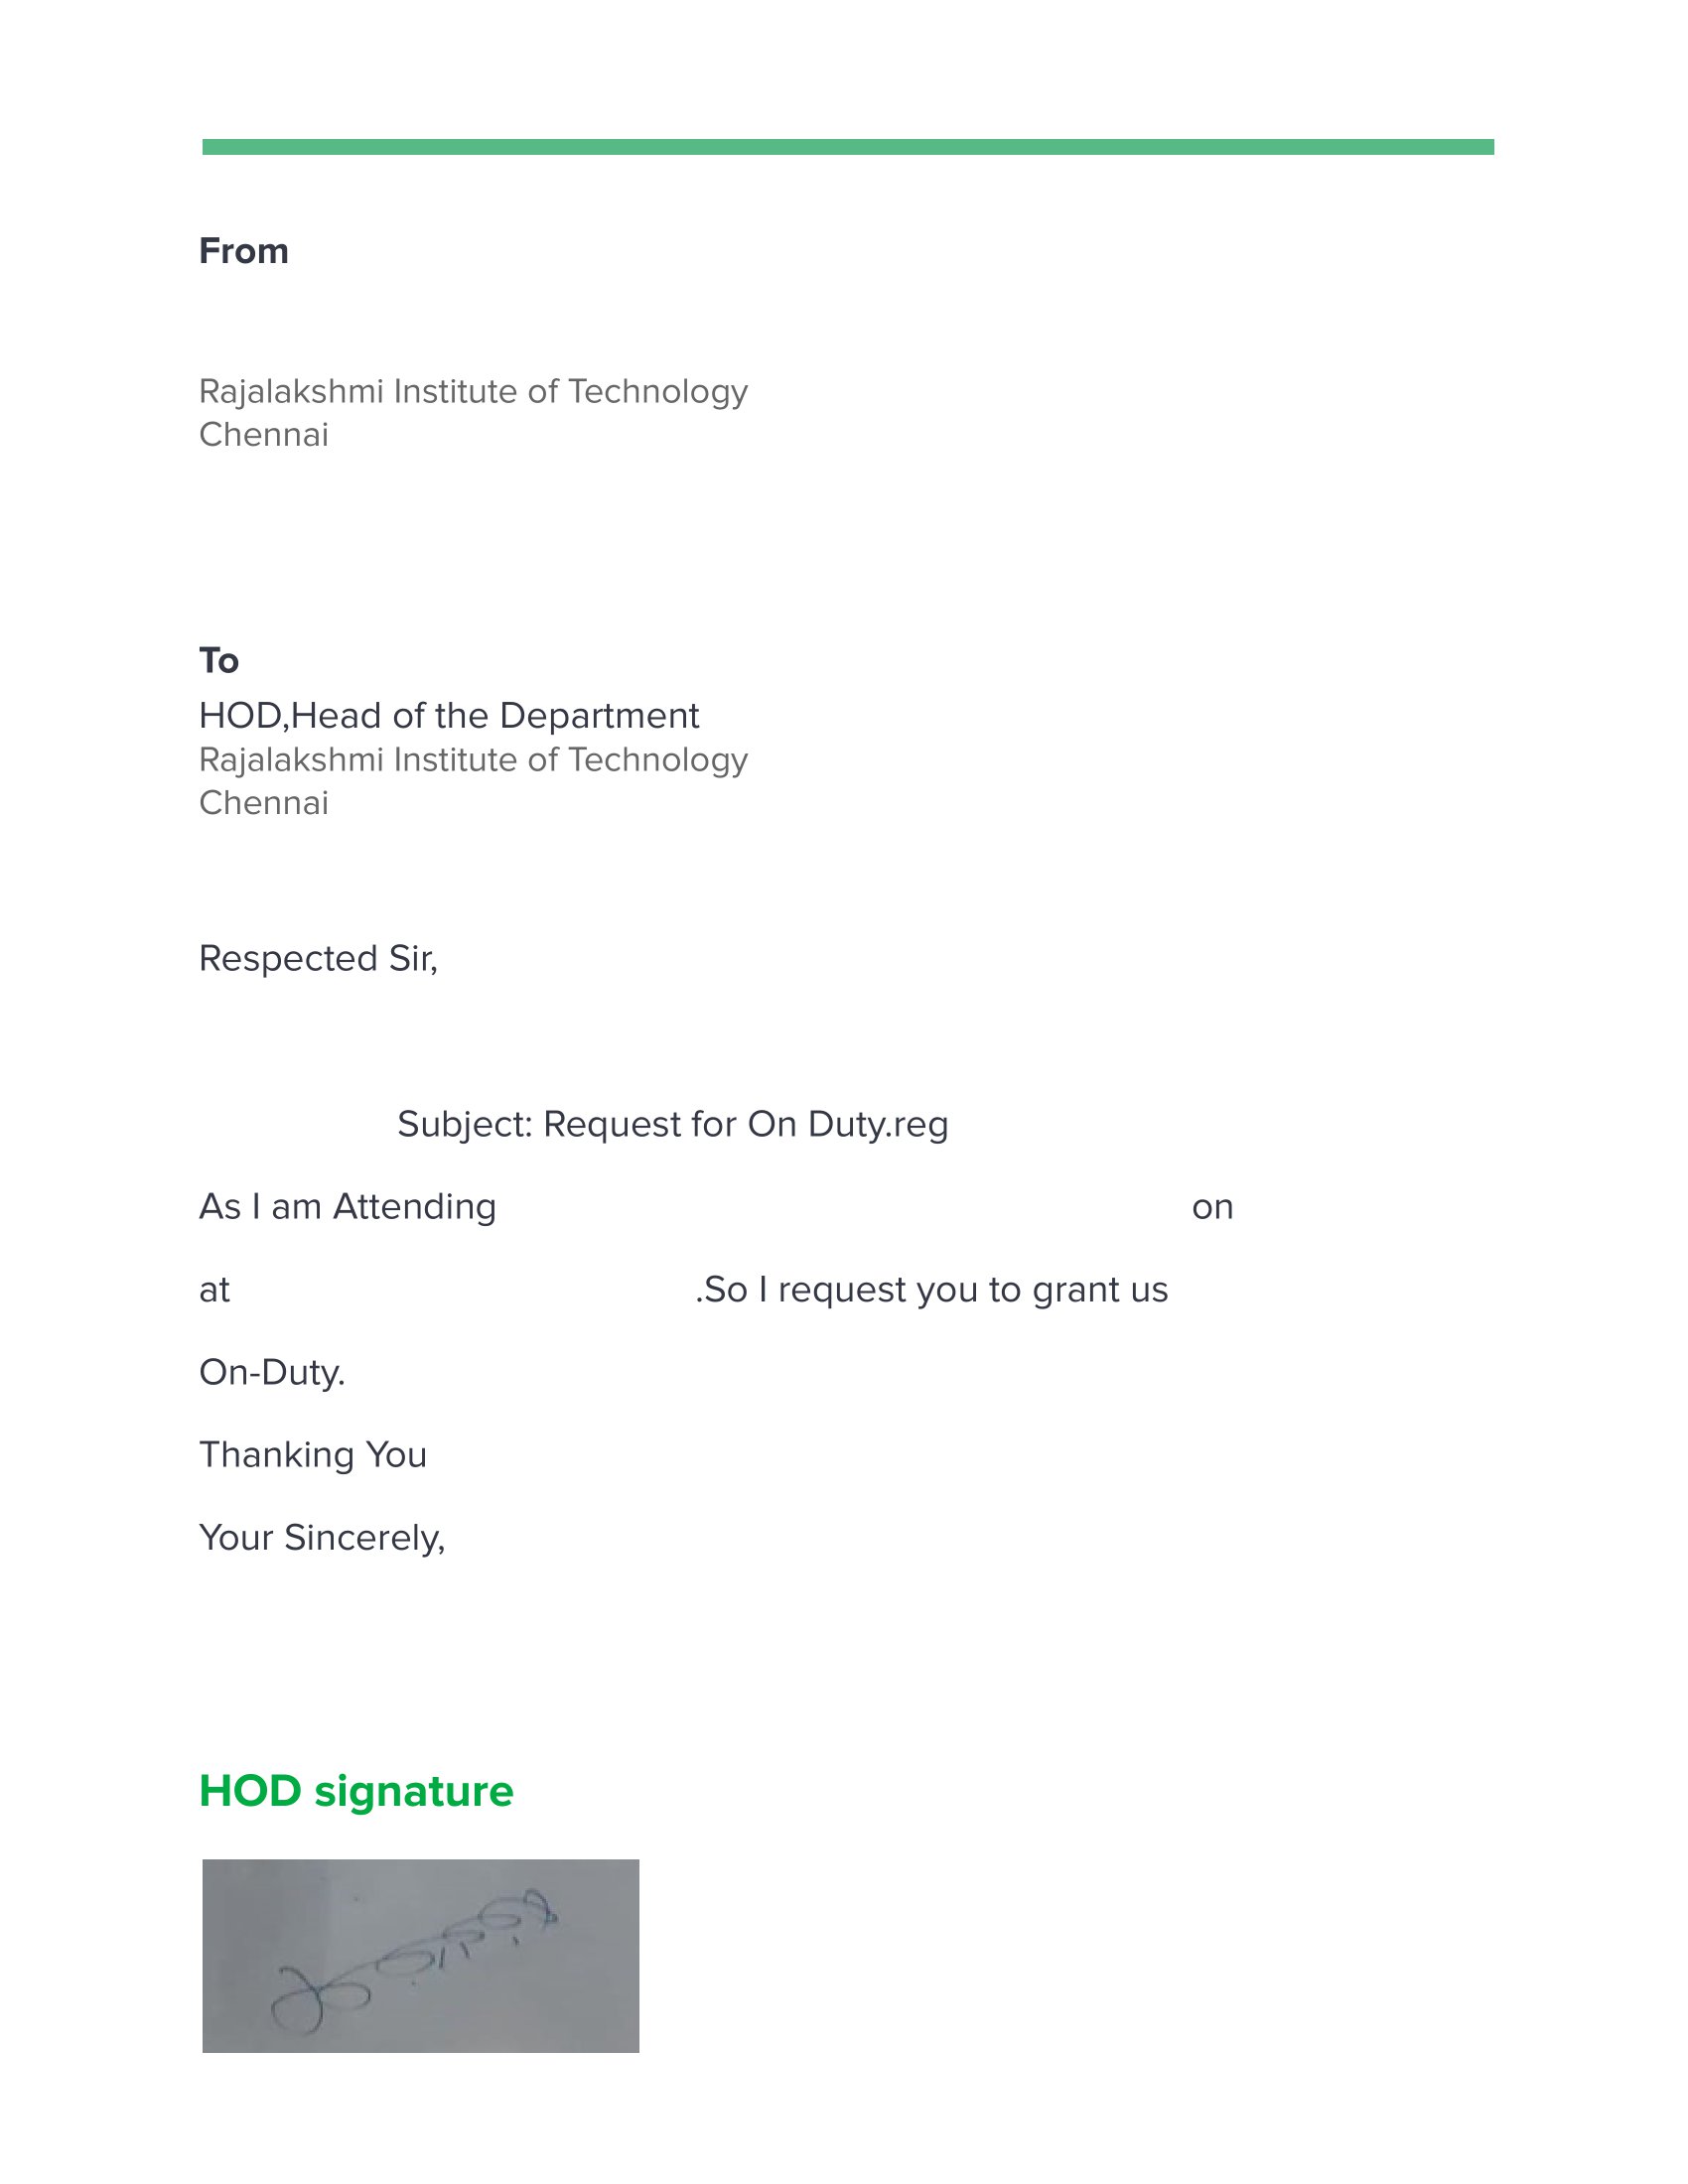 From
Rajalakshmi Institute of Technology
Chennai
To
HOD,Head of the Department
Rajalakshmi Institute of Technology
Chennai
Respected Sir,
Subject: Request for On Duty.reg
As I am Attending on
at .So I request you to grant us
On-Duty.
Thanking You
Your Sincerely,
HOD signature